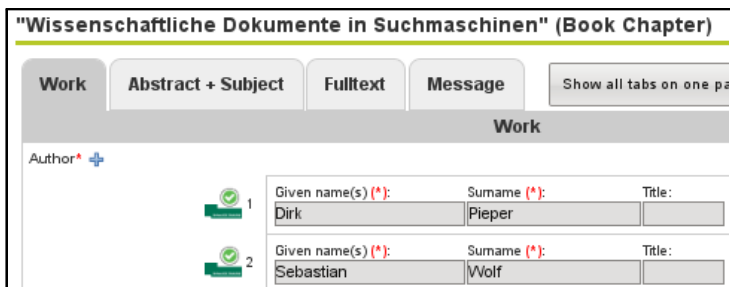 "Wissenschaftliche Dokumente in Suchmaschinen" (Book Chapter)
Work Abstract + Subject Fulltext Message Show all tabs on one pa
Work
Author*
Given name(s) (*): Surname (*): Title:
1 Dirk Pieper
Given name(s) (*): Surname (*): Title:
2 Sebastian Wolf